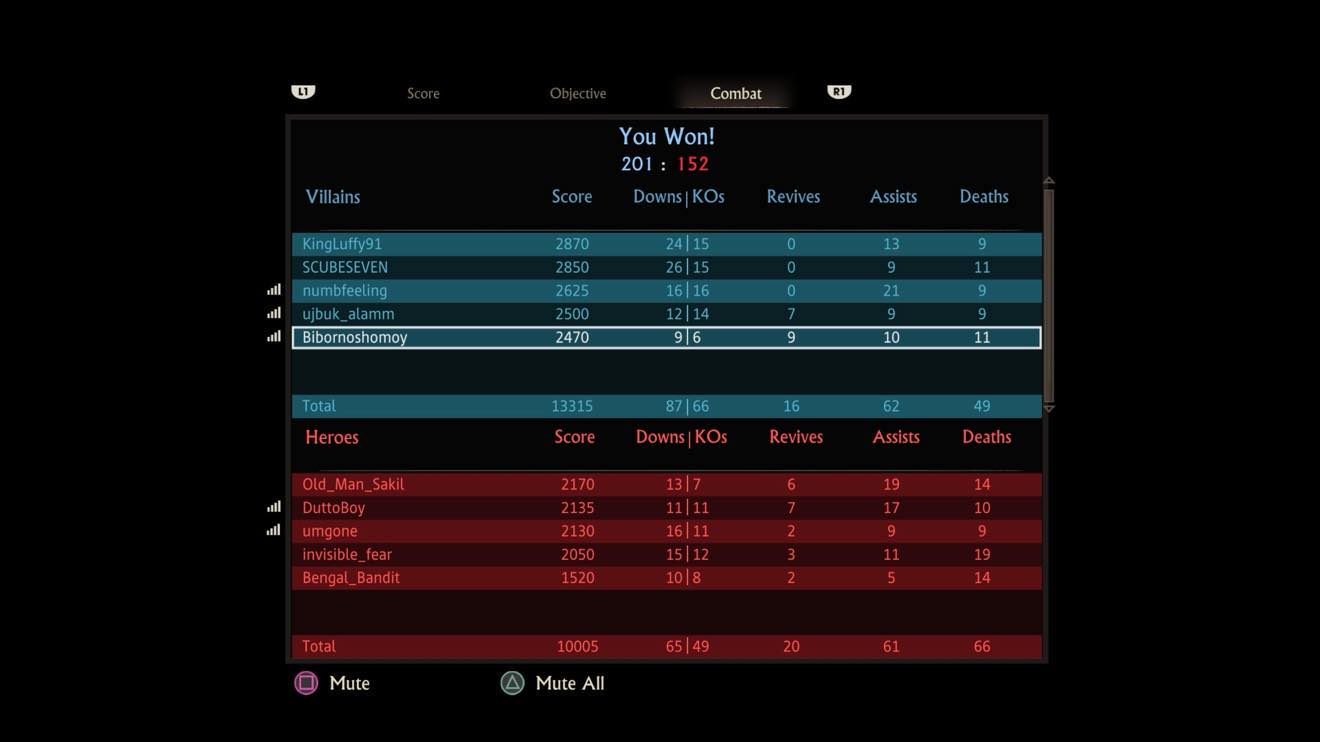 L1 Score Objective Combat R1
You Won!
201 : 152
Villains Score Downs | KOs Revives Assists Deaths
KingLuffy91 2870 24 | 15 0 13 9
SCUBESEVEN 2850 26 | 15 0 9 11
numbfeeling 2625 16 | 16 0 21 9
ujbuk_alamm 2500 12 | 14 7 9 9
Bibornoshomoy 2470 9 | 6 9 10 11
Total 13315 87 | 66 16 62 49
Heroes Score Downs | KOs Revives Assists Deaths
Old_Man_Sakil 2170 13 | 7 6 19 14
DuttoBoy 2135 11 | 11 7 17 10
umgone 2130 16 | 11 2 9 9
invisible_fear 2050 15 | 12 3 11 19
Bengal_Bandit 1520 10 | 8 2 5 14
Total 10005 65 | 49 20 61 66
Mute Mute All